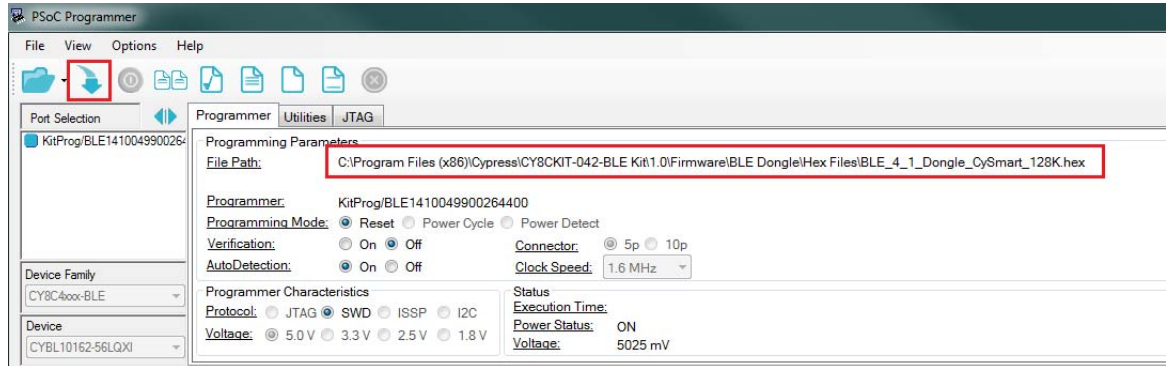 PSoC Programmer
File View Options Help
Port Selection
Programmer Utilities JTAG
KitProg/BLE1410049900264
Programming Parameters
File Path: C:\Program Files (x86)\Cypress\CY8CKIT-042-BLE Kit\1.0\Firmware\BLE Dongle\Hex Files\BLE_4_1_Dongle_CySmart_128K.hex
Programmer: KitProg/BLE1410049900264400
Programming Mode: Reset Power Cycle Power Detect
Verification: On Off Connector: 5p 10p
AutoDetection: On Off Clock Speed: 1.6 MHz
Device Family
CY8C4xxx-BLE
Device
CYBL10162-56LQXI
Programmer Characteristics
Protocol: JTAG SWD ISSP I2C
Voltage: 5.0 V 3.3 V 2.5 V 1.8 V
Status
Execution Time:
Power Status: ON
Voltage: 5025 mV